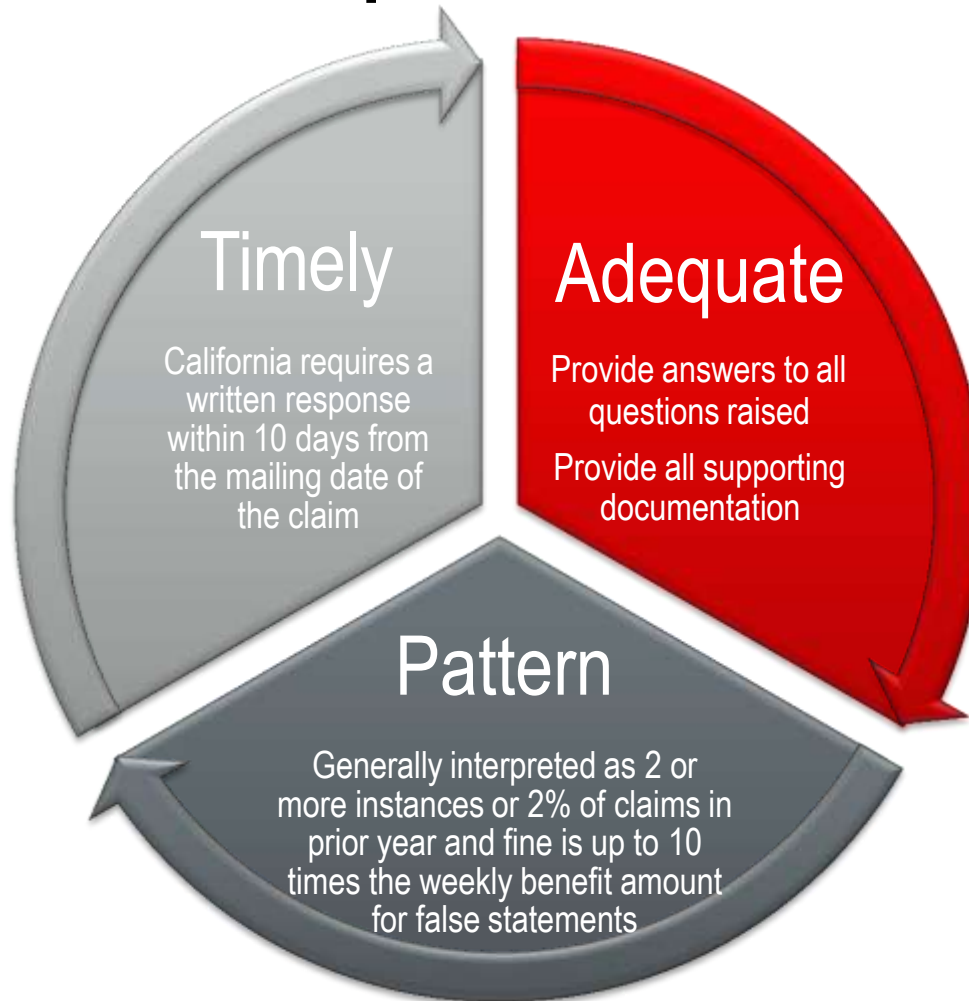 Timely
California requires a
written response
within 10 days from
the mailing date of
the claim
Adequate
Provide answers to all
questions raised
Provide all supporting
documentation
Pattern
Generally interpreted as 2 or
more instances or 2% of claims in
prior year and fine is up to 10
times the weekly benefit amount
for false statements